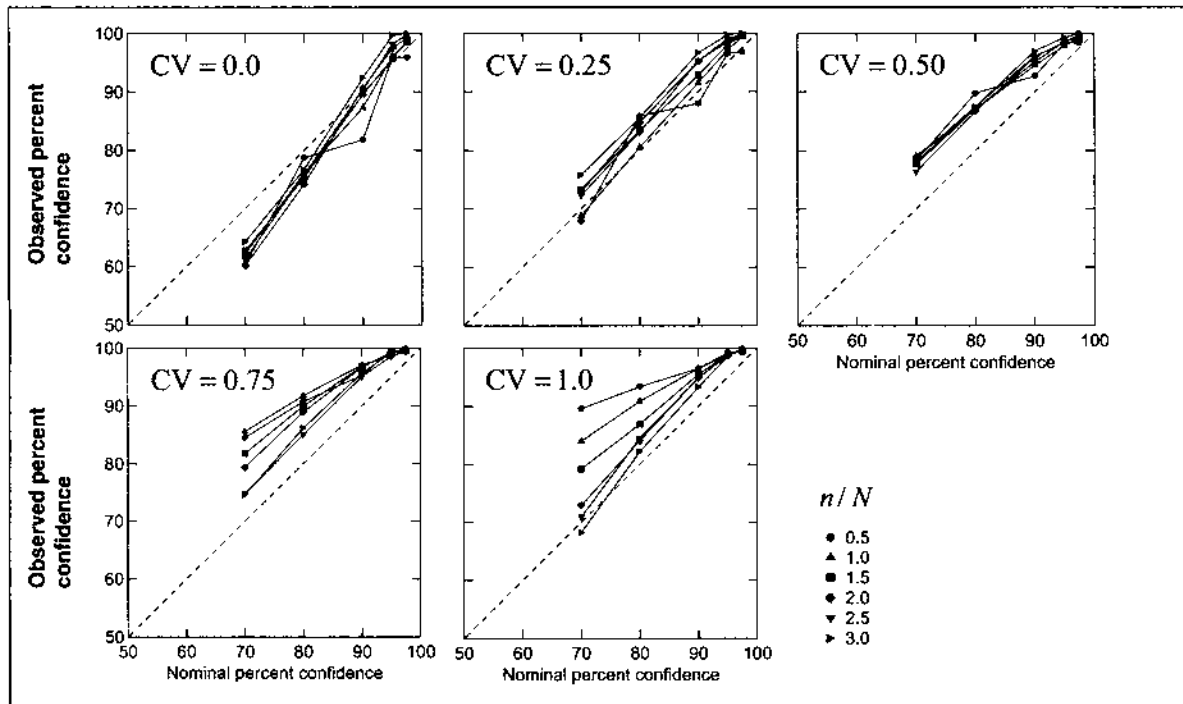 CV = 0.0
CV = 0.25
CV = 0.50
Observed percent confidence
100
90
80
70
60
50
50 60 70 80 90 100
Nominal percent confidence
CV = 0.75
CV = 1.0
Observed percent confidence
100
90
80
70
60
50
50 60 70 80 90 100
Nominal percent confidence
50 60 70 80 90 100
Nominal percent confidence
n / N
0.5
1.0
1.5
2.0
2.5
3.0